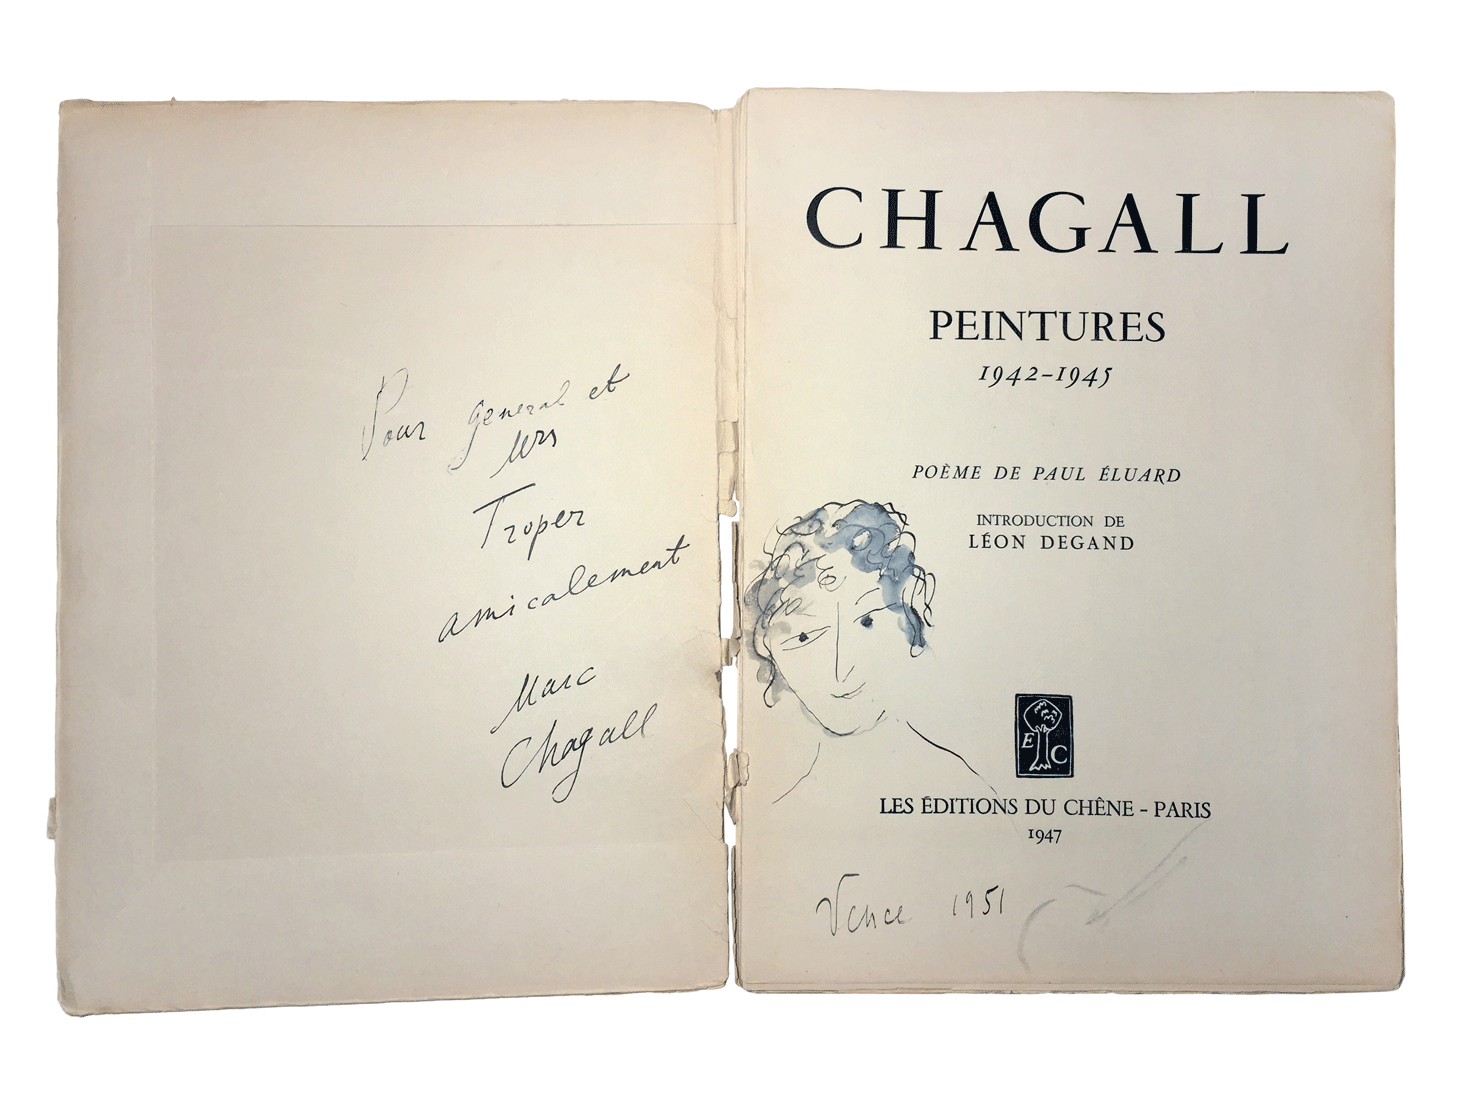 Pour general et
Mrs
Troper
amicalement
Marc
Chagall
CHAGALL
PEINTURES
1942-1945
POÈME DE PAUL ÉLUARD
INTRODUCTION DE
LÉON DEGAND
E C
LES ÉDITIONS DU CHÊNE - PARIS
1947
Vence 1951